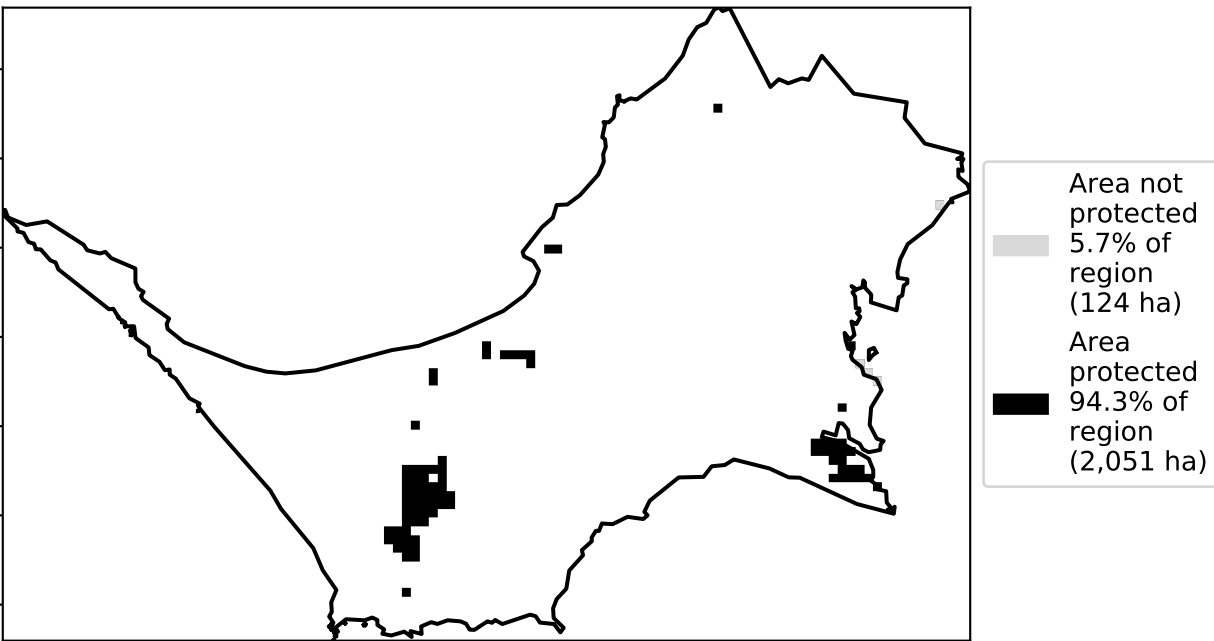 Area not
protected
5.7% of
region
(124 ha)
Area
protected
94.3% of
region
(2,051 ha)